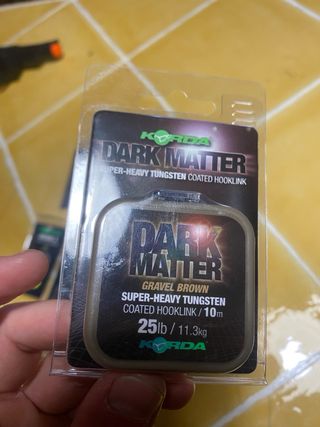 KORDA
DARK MATTER
SUPER-HEAVY TUNGSTEN COATED HOOKLINK
DARK
MATTER
GRAVEL BROWN
SUPER-HEAVY TUNGSTEN
COATED HOOKLINK / 10m
25lb / 11.3kg
KORDA